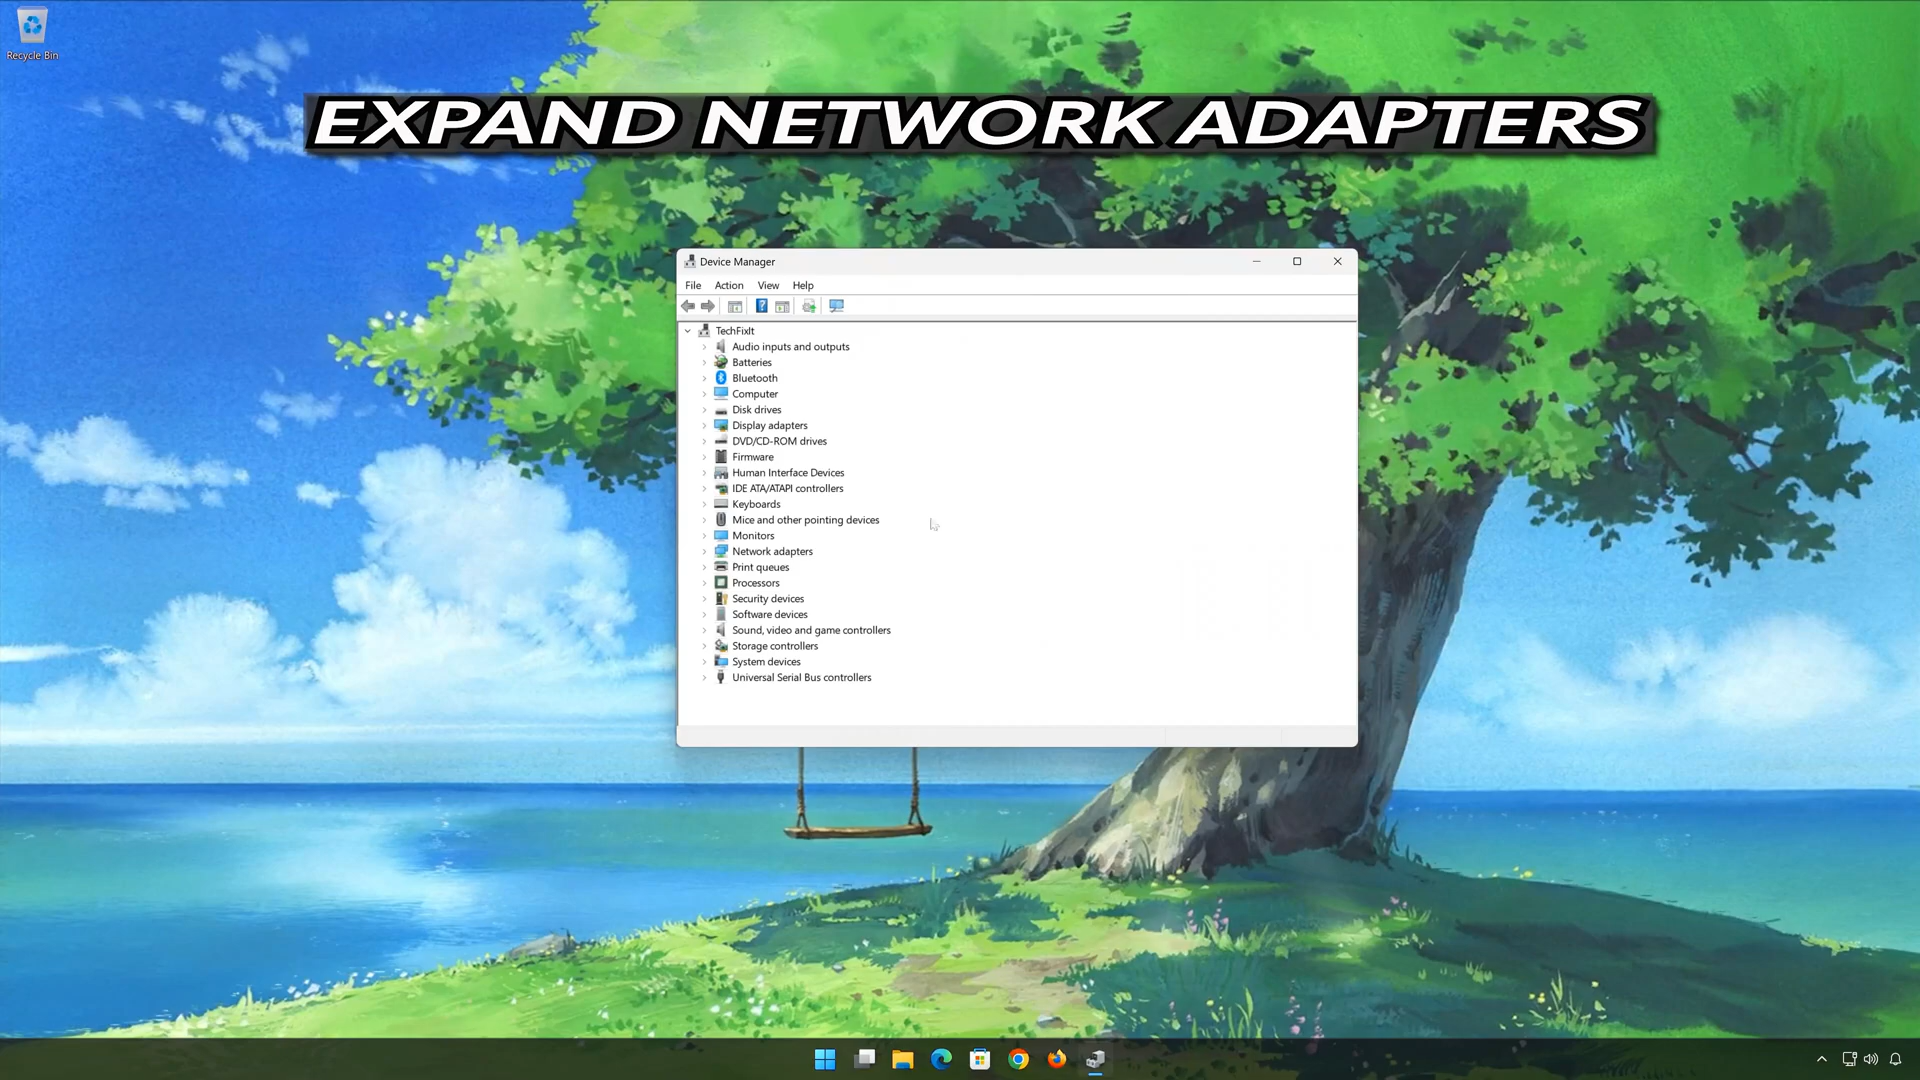 Recycle Bin
EXPAND NETWORK ADAPTERS
Device Manager
File Action View Help
TechFixIt
Audio inputs and outputs
Batteries
Bluetooth
Computer
Disk drives
Display adapters
DVD/CD-ROM drives
Firmware
Human Interface Devices
IDE ATA/ATAPI controllers
Keyboards
Mice and other pointing devices
Monitors
Network adapters
Print queues
Processors
Security devices
Software devices
Sound, video and game controllers
Storage controllers
System devices
Universal Serial Bus controllers